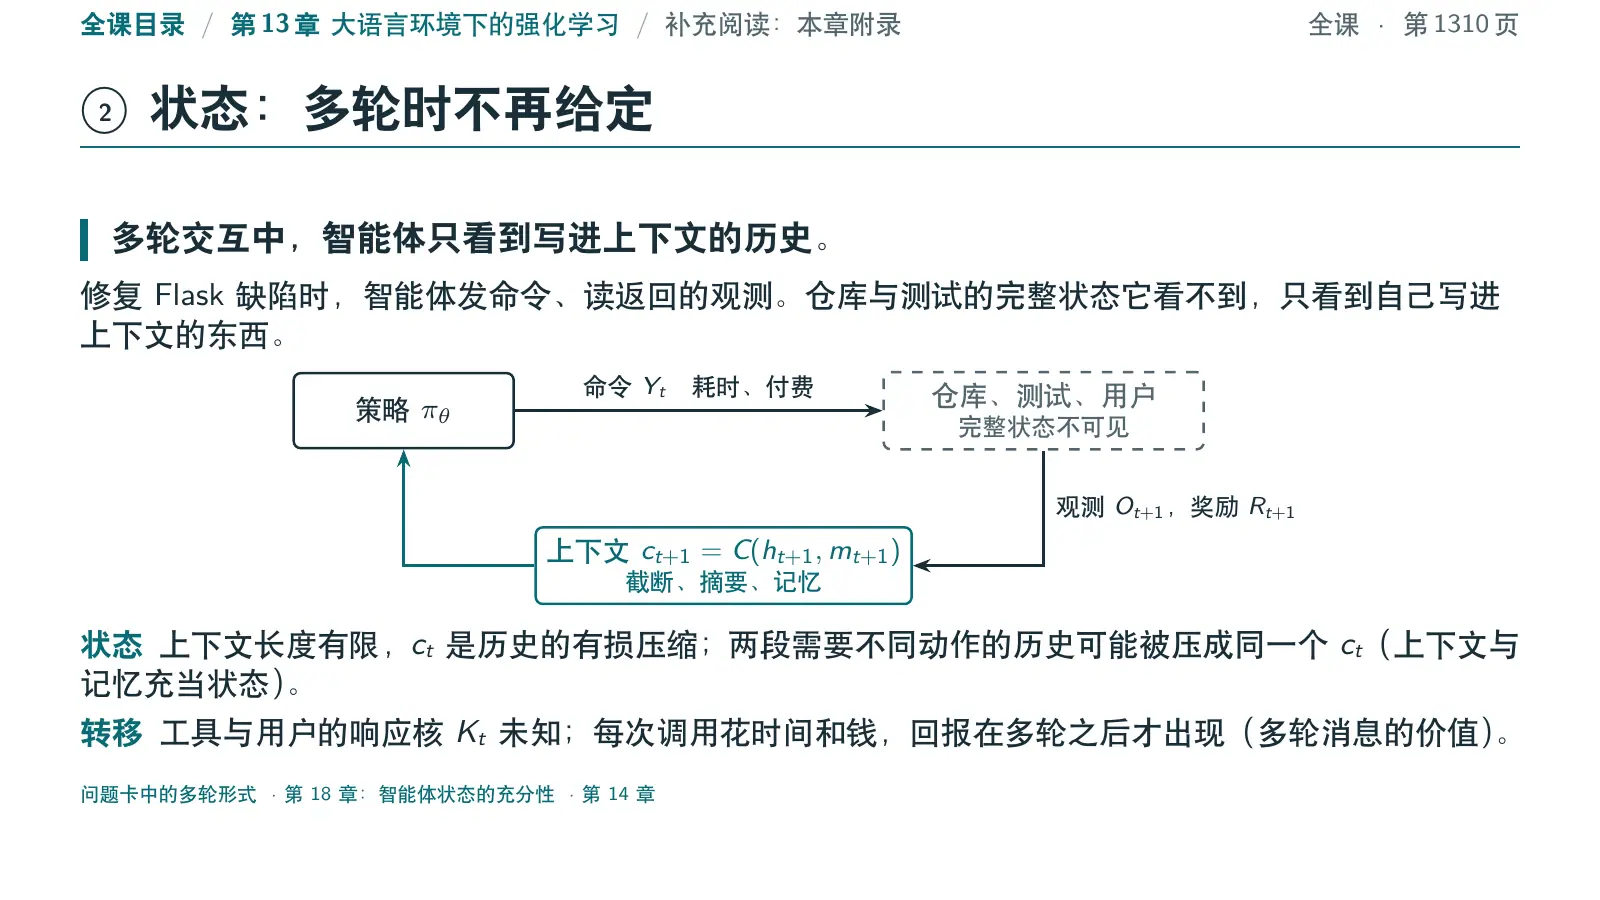 全课目录 / 第 13 章 大语言环境下的强化学习 / 补充阅读：本章附录
全课 · 第 1310 页
② 状态：多轮时不再给定
多轮交互中，智能体只看到写进上下文的历史。
修复 Flask 缺陷时，智能体发命令、读返回的观测。仓库与测试的完整状态它看不到，只看到自己写进
上下文的东西。
策略 πθ
命令 Yt 耗时、付费
仓库、测试、用户
完整状态不可见
观测 Ot+1，奖励 Rt+1
上下文 ct+1 = C(ht+1, mt+1)
截断、摘要、记忆
状态 上下文长度有限，ct 是历史的有损压缩；两段需要不同动作的历史可能被压成同一个 ct（上下文与
记忆充当状态）。
转移 工具与用户的响应核 Kt 未知；每次调用花时间和钱，回报在多轮之后才出现（多轮消息的价值）。
问题卡中的多轮形式 · 第 18 章：智能体状态的充分性 · 第 14 章